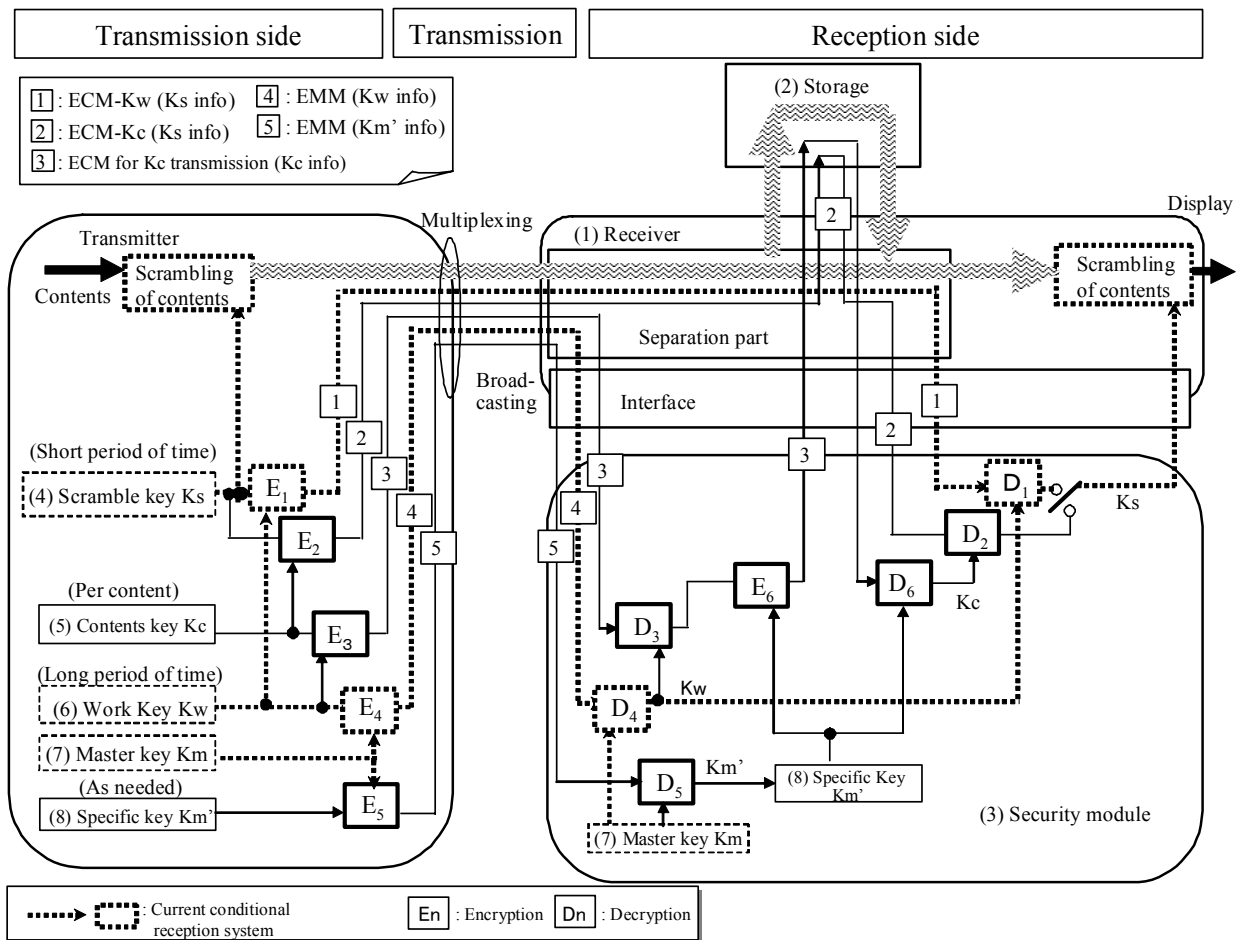 Transmission side
Transmission
Reception side
1 : ECM-Kw (Ks info)
4 : EMM (Kw info)
2 : ECM-Kc (Ks info)
5 : EMM (Km’ info)
3 : ECM for Kc transmission (Kc info)
(2) Storage
2
Multiplexing
Display
(1) Receiver
Transmitter
Scrambling
of contents
Contents
Scrambling
of contents
Separation part
Broad-
casting
Interface
1
2
3
4
5
3
4
5
3
2
1
(Short period of time)
(4) Scramble key Ks
E1
E2
(Per content)
(5) Contents key Kc
E3
(Long period of time)
(6) Work Key Kw
E4
(7) Master key Km
(As needed)
(8) Specific key Km’
E5
D1
Ks
D2
E6
D6
Kc
D3
Kw
D4
Km’
D5
(8) Specific Key
Km’
(7) Master key Km
(3) Security module
: Current conditional
reception system
En : Encryption
Dn : Decryption